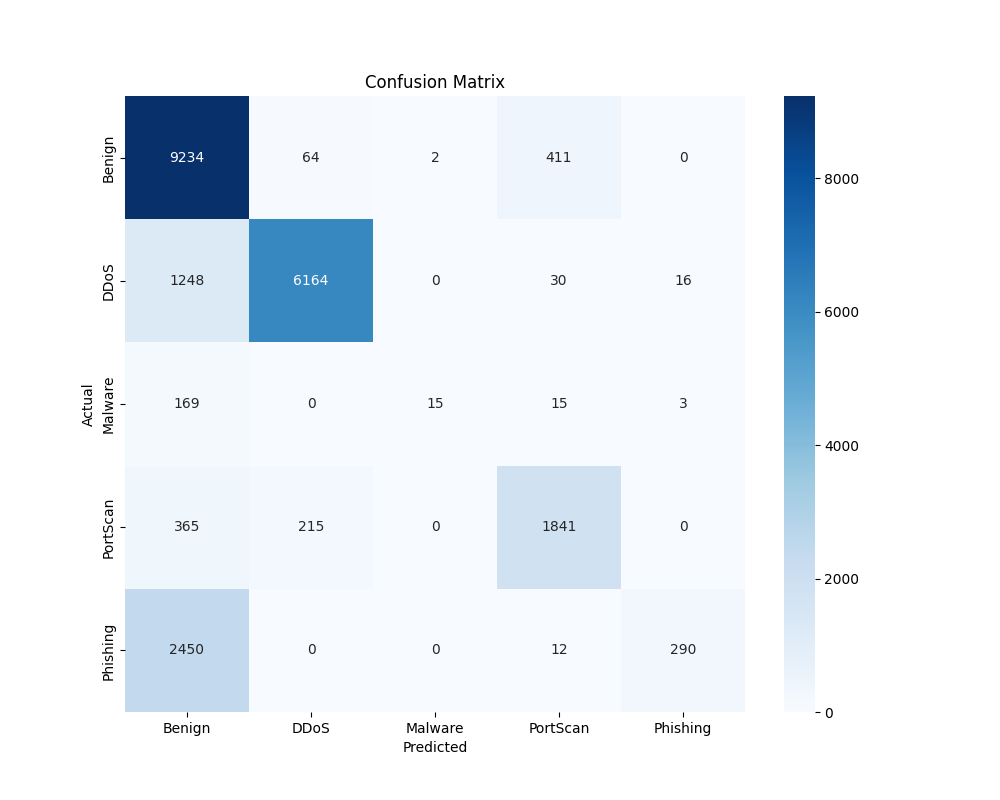 Confusion Matrix
Actual
Benign 9234 64 2 411 0
DDoS 1248 6164 0 30 16
Malware 169 0 15 15 3
PortScan 365 215 0 1841 0
Phishing 2450 0 0 12 290
Benign DDoS Malware PortScan Phishing
Predicted
8000
6000
4000
2000
0